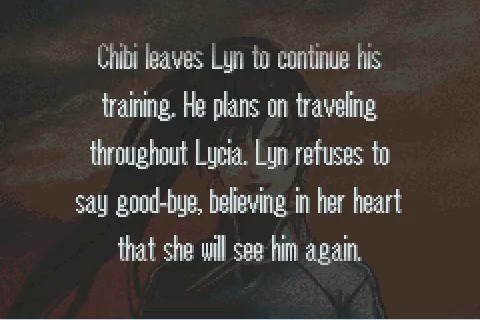 Chibi leaves Lyn to continue his
training. He plans on traveling
throughout Lycia. Lyn refuses to
say good-bye, believing in her heart
that she will see him again.